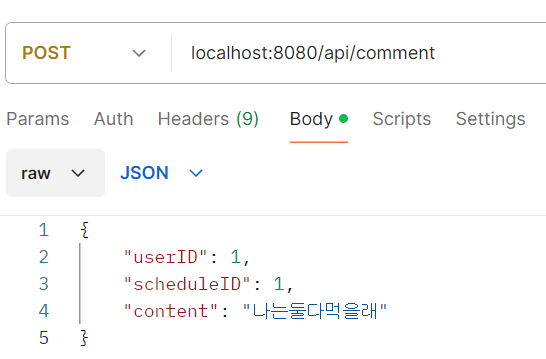 POST localhost:8080/api/comment
Params Auth Headers (9) Body Scripts Settings
raw JSON
1 {
2 "userID": 1,
3 "scheduleID": 1,
4 "content": "나는둘다먹을래"
5 }